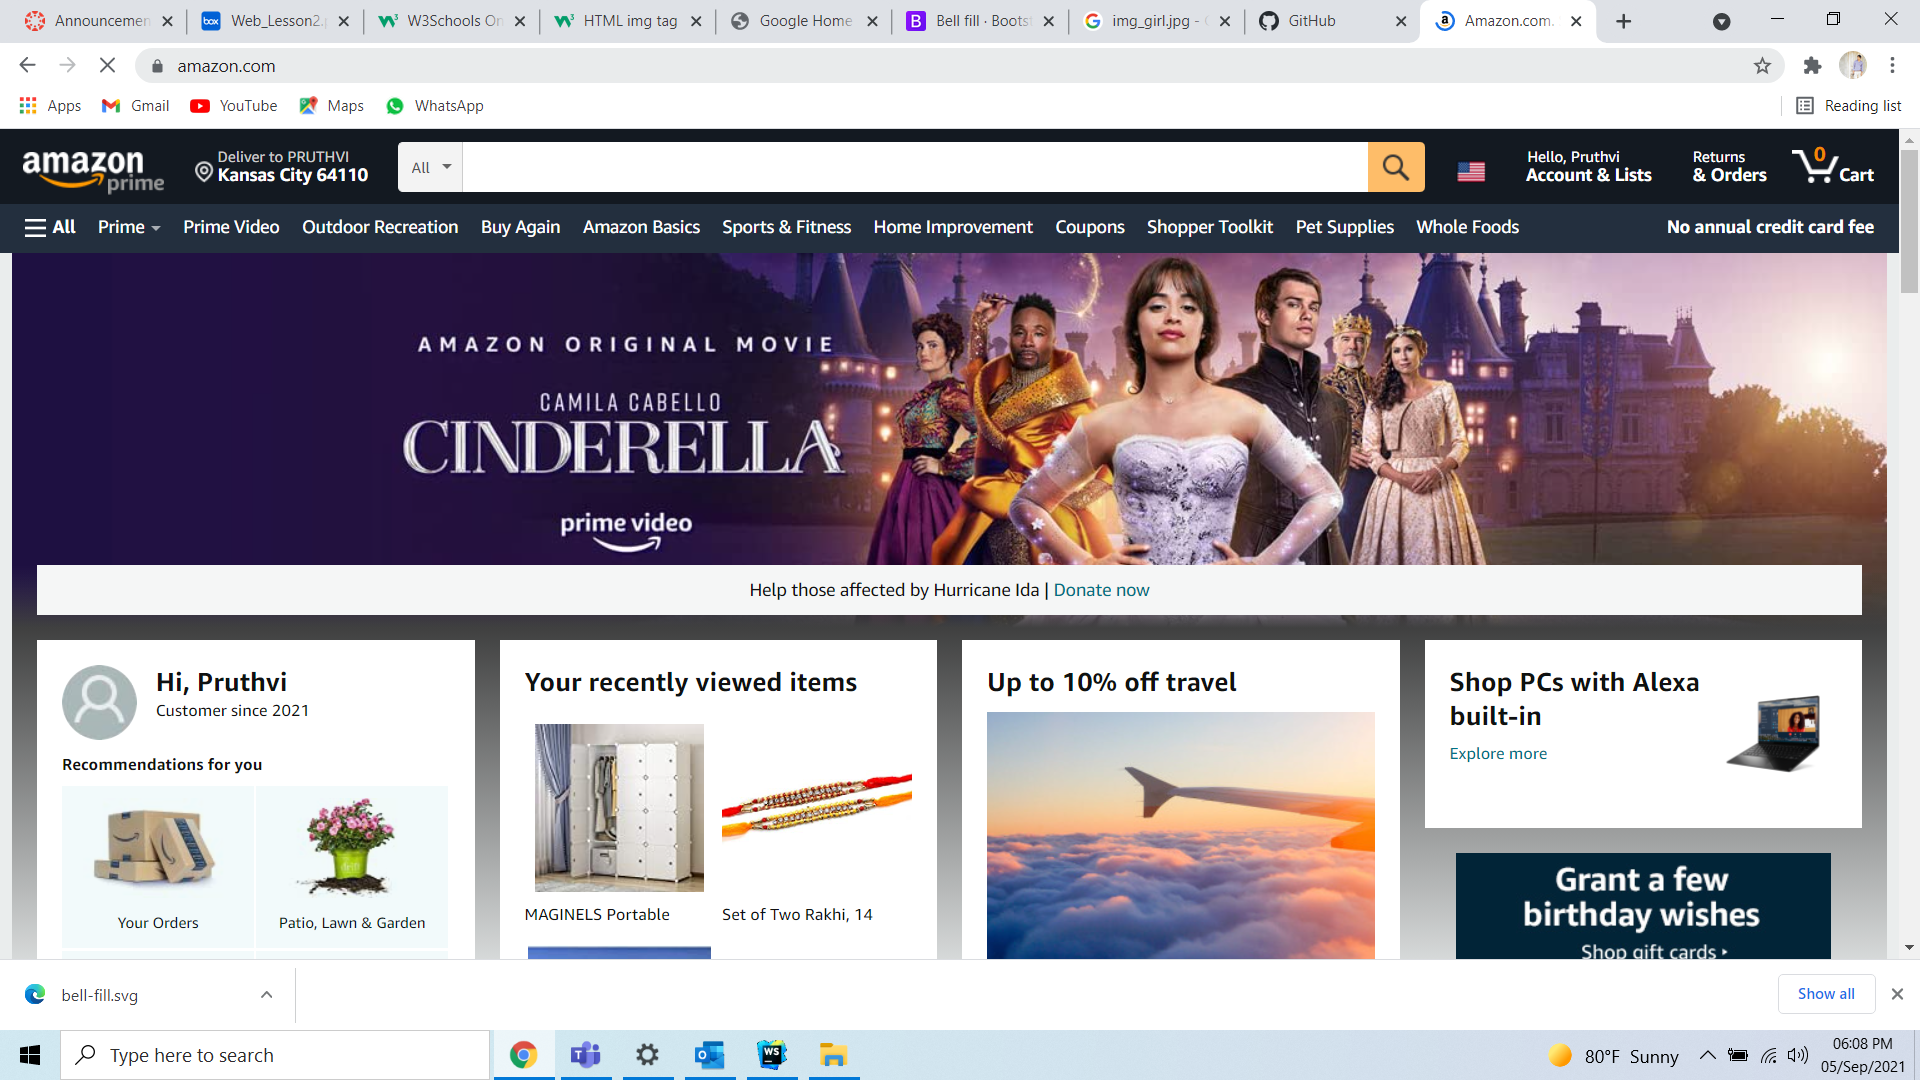 Announcemen
Web_Lesson2.p
W3Schools On
HTML img tag
Google Home
Bell fill · Boots
img_girl.jpg -
GitHub
Amazon.com.
amazon.com
Apps
Gmail
YouTube
Maps
WhatsApp
Reading list
amazon
prime
Deliver to PRUTHVI
Kansas City 64110
All
Hello, Pruthvi
Account & Lists
Returns
& Orders
0
Cart
All
Prime
Prime Video
Outdoor Recreation
Buy Again
Amazon Basics
Sports & Fitness
Home Improvement
Coupons
Shopper Toolkit
Pet Supplies
Whole Foods
No annual credit card fee
AMAZON ORIGINAL MOVIE
CAMILA CABELLO
CINDERELLA
prime video
Help those affected by Hurricane Ida | Donate now
Hi, Pruthvi
Customer since 2021
Recommendations for you
Your Orders
Patio, Lawn & Garden
Your recently viewed items
MAGINELS Portable
Set of Two Rakhi, 14
Up to 10% off travel
Shop PCs with Alexa
built-in
Explore more
Grant a few
birthday wishes
Shop gift cards
bell-fill.svg
Show all
Type here to search
WS
80°F Sunny
06:08 PM
05/Sep/2021